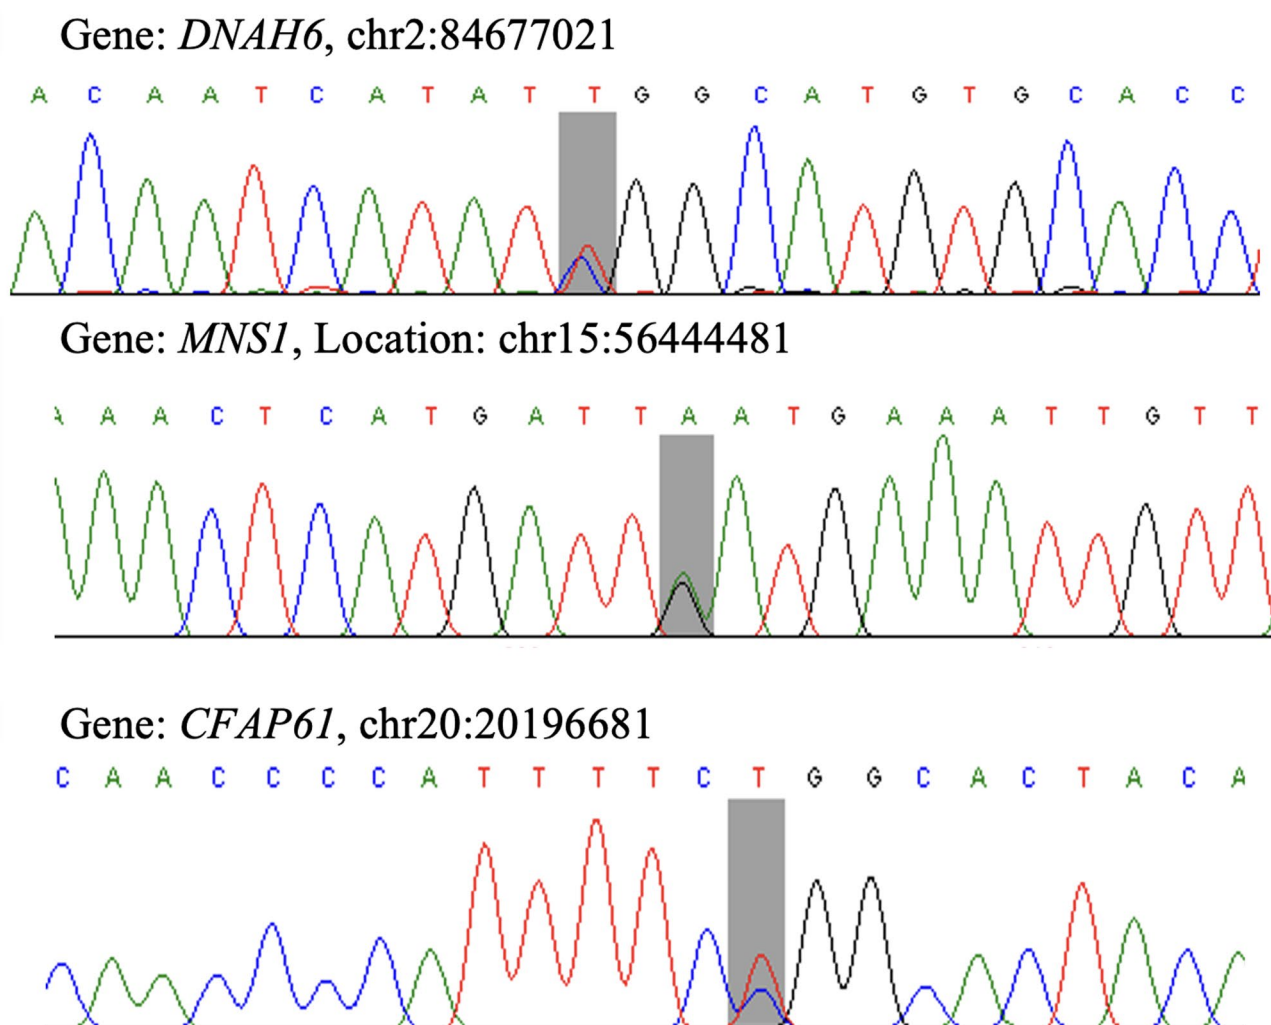 Gene: DNAH6, chr2:84677021
A C A A T C A T A T T G G C A T G T G C A C C
Gene: MNS1, Location: chr15:56444481
A A A C T C A T G A T T A A T G A A A T T G T T
Gene: CFAP61, chr20:20196681
C A A C C C C A T T T T C T G G C A C T A C A